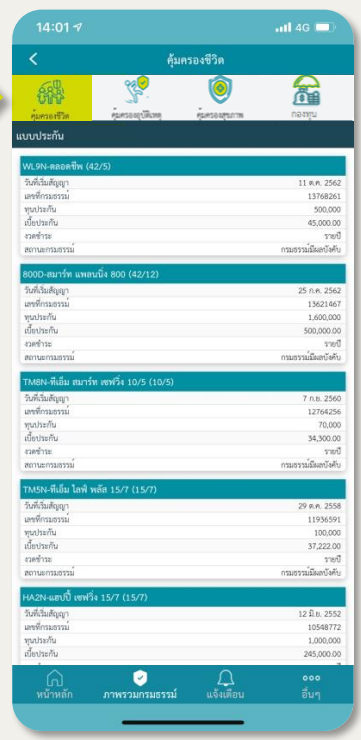 14:01 4G
คุ้มครองชีวิต
คุ้มครองชีวิต คุ้มครองอุบัติเหตุ คุ้มครองสุขภาพ กองทุน
แบบประกัน
WL9N-ตลอดชีพ (42/5)
วันที่เริ่มสัญญา 11 ต.ค. 2562
เลขที่กรมธรรม์ 13768261
ทุนประกัน 500,000
เบี้ยประกัน 45,000.00
งวดชำระ รายปี
สถานะกรมธรรม์ กรมธรรม์มีผลบังคับ
800D-สมาร์ท แพลนนิ่ง 800 (42/12)
วันที่เริ่มสัญญา 25 ก.ค. 2562
เลขที่กรมธรรม์ 13621467
ทุนประกัน 1,600,000
เบี้ยประกัน 500,000.00
งวดชำระ รายปี
สถานะกรมธรรม์ กรมธรรม์มีผลบังคับ
TM8N-ทีเอ็ม สมาร์ท เซฟวิ่ง 10/5 (10/5)
วันที่เริ่มสัญญา 7 ก.ย. 2560
เลขที่กรมธรรม์ 12764256
ทุนประกัน 70,000
เบี้ยประกัน 34,300.00
งวดชำระ รายปี
สถานะกรมธรรม์ กรมธรรม์มีผลบังคับ
TM5N-ทีเอ็ม ไลฟ์ พลัส 15/7 (15/7)
วันที่เริ่มสัญญา 29 ต.ค. 2558
เลขที่กรมธรรม์ 11936591
ทุนประกัน 100,000
เบี้ยประกัน 37,222.00
งวดชำระ รายปี
สถานะกรมธรรม์ กรมธรรม์มีผลบังคับ
HA2N-แฮปปี้ เซฟวิ่ง 15/7 (15/7)
วันที่เริ่มสัญญา 12 มิ.ย. 2552
เลขที่กรมธรรม์ 10548772
ทุนประกัน 1,000,000
เบี้ยประกัน 245,000.00
หน้าหลัก ภาพรวมกรมธรรม์ แจ้งเตือน อื่นๆ